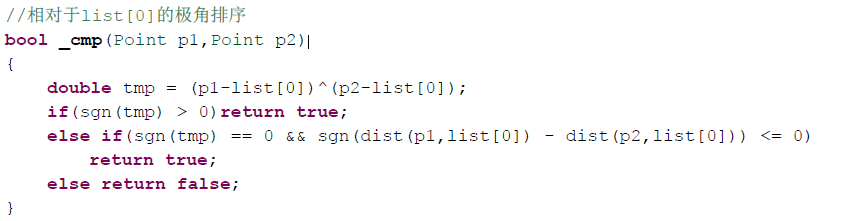 //相对于list[0]的极角排序
bool _cmp(Point p1,Point p2)
{
    double tmp = (p1-list[0])^(p2-list[0]);
    if(sgn(tmp) > 0)return true;
    else if(sgn(tmp) == 0 && sgn(dist(p1,list[0]) - dist(p2,list[0])) <= 0)
        return true;
    else return false;
}